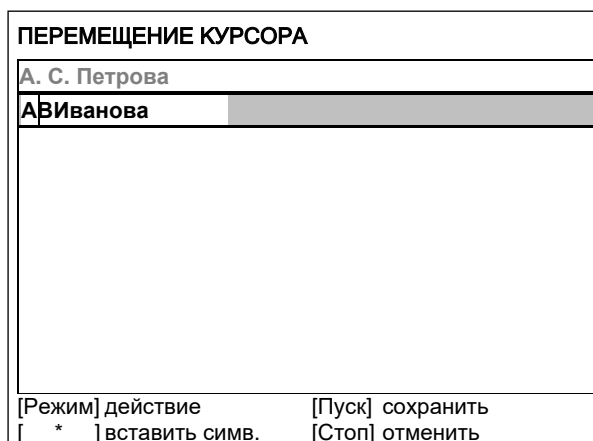 ПЕРЕМЕЩЕНИЕ КУРСОРА
А. С. Петрова
АВИванова
[Режим] действие [Пуск] сохранить
[ * ] вставить симв. [Стоп] отменить